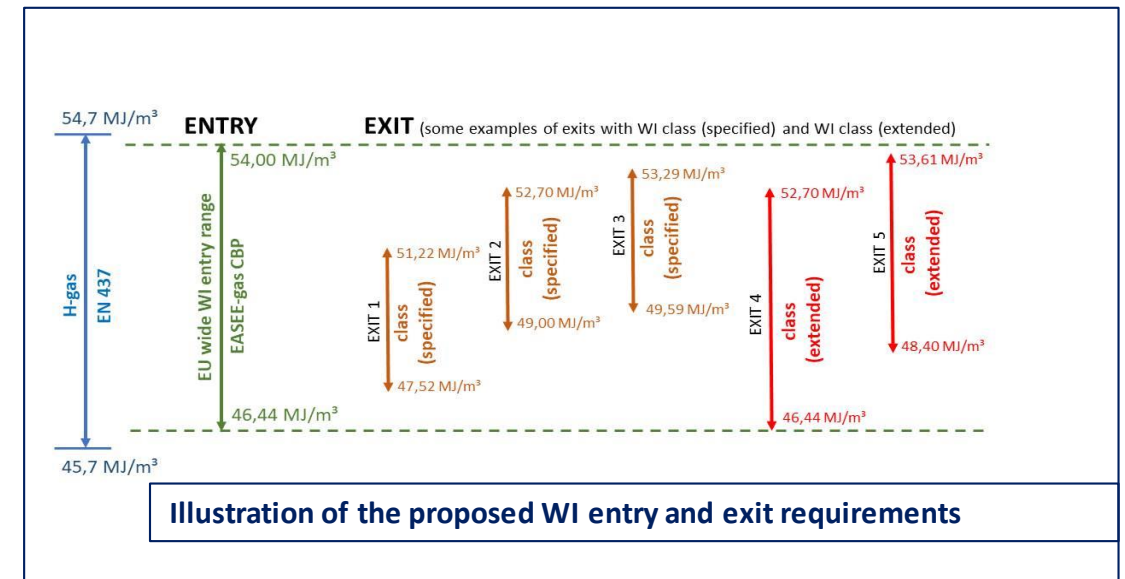 54,7 MJ/m³
ENTRY
EXIT (some examples of exits with WI class (specified) and WI class (extended)
54,00 MJ/m³
H-gas
EN 437
EU wide WI entry range
EASEE-gas CBP
46,44 MJ/m³
45,7 MJ/m³
51,22 MJ/m³
EXIT 1
class
(specified)
47,52 MJ/m³
52,70 MJ/m³
EXIT 2
class
(specified)
49,00 MJ/m³
53,29 MJ/m³
EXIT 3
class
(specified)
49,59 MJ/m³
52,70 MJ/m³
EXIT 4
class
(extended)
46,44 MJ/m³
53,61 MJ/m³
EXIT 5
class
(extended)
48,40 MJ/m³
Illustration of the proposed WI entry and exit requirements